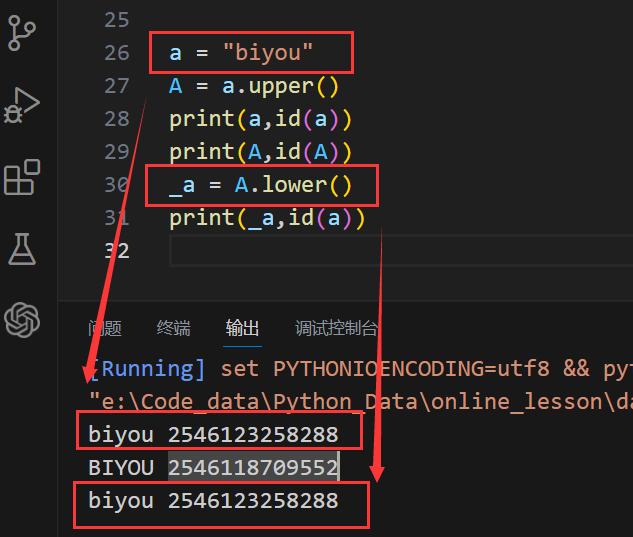 25
26 a = "biyou"
27 A = a.upper()
28 print(a,id(a))
29 print(A,id(A))
30 _a = A.lower()
31 print(_a,id(a))
32
问题 终端 输出 调试控制台
[Running] set PYTHONIOENCODING=utf8 && pyt
"e:\Code_data\Python_Data\online_lesson\da
biyou 2546123258288
BIYOU 2546118709552
biyou 2546123258288